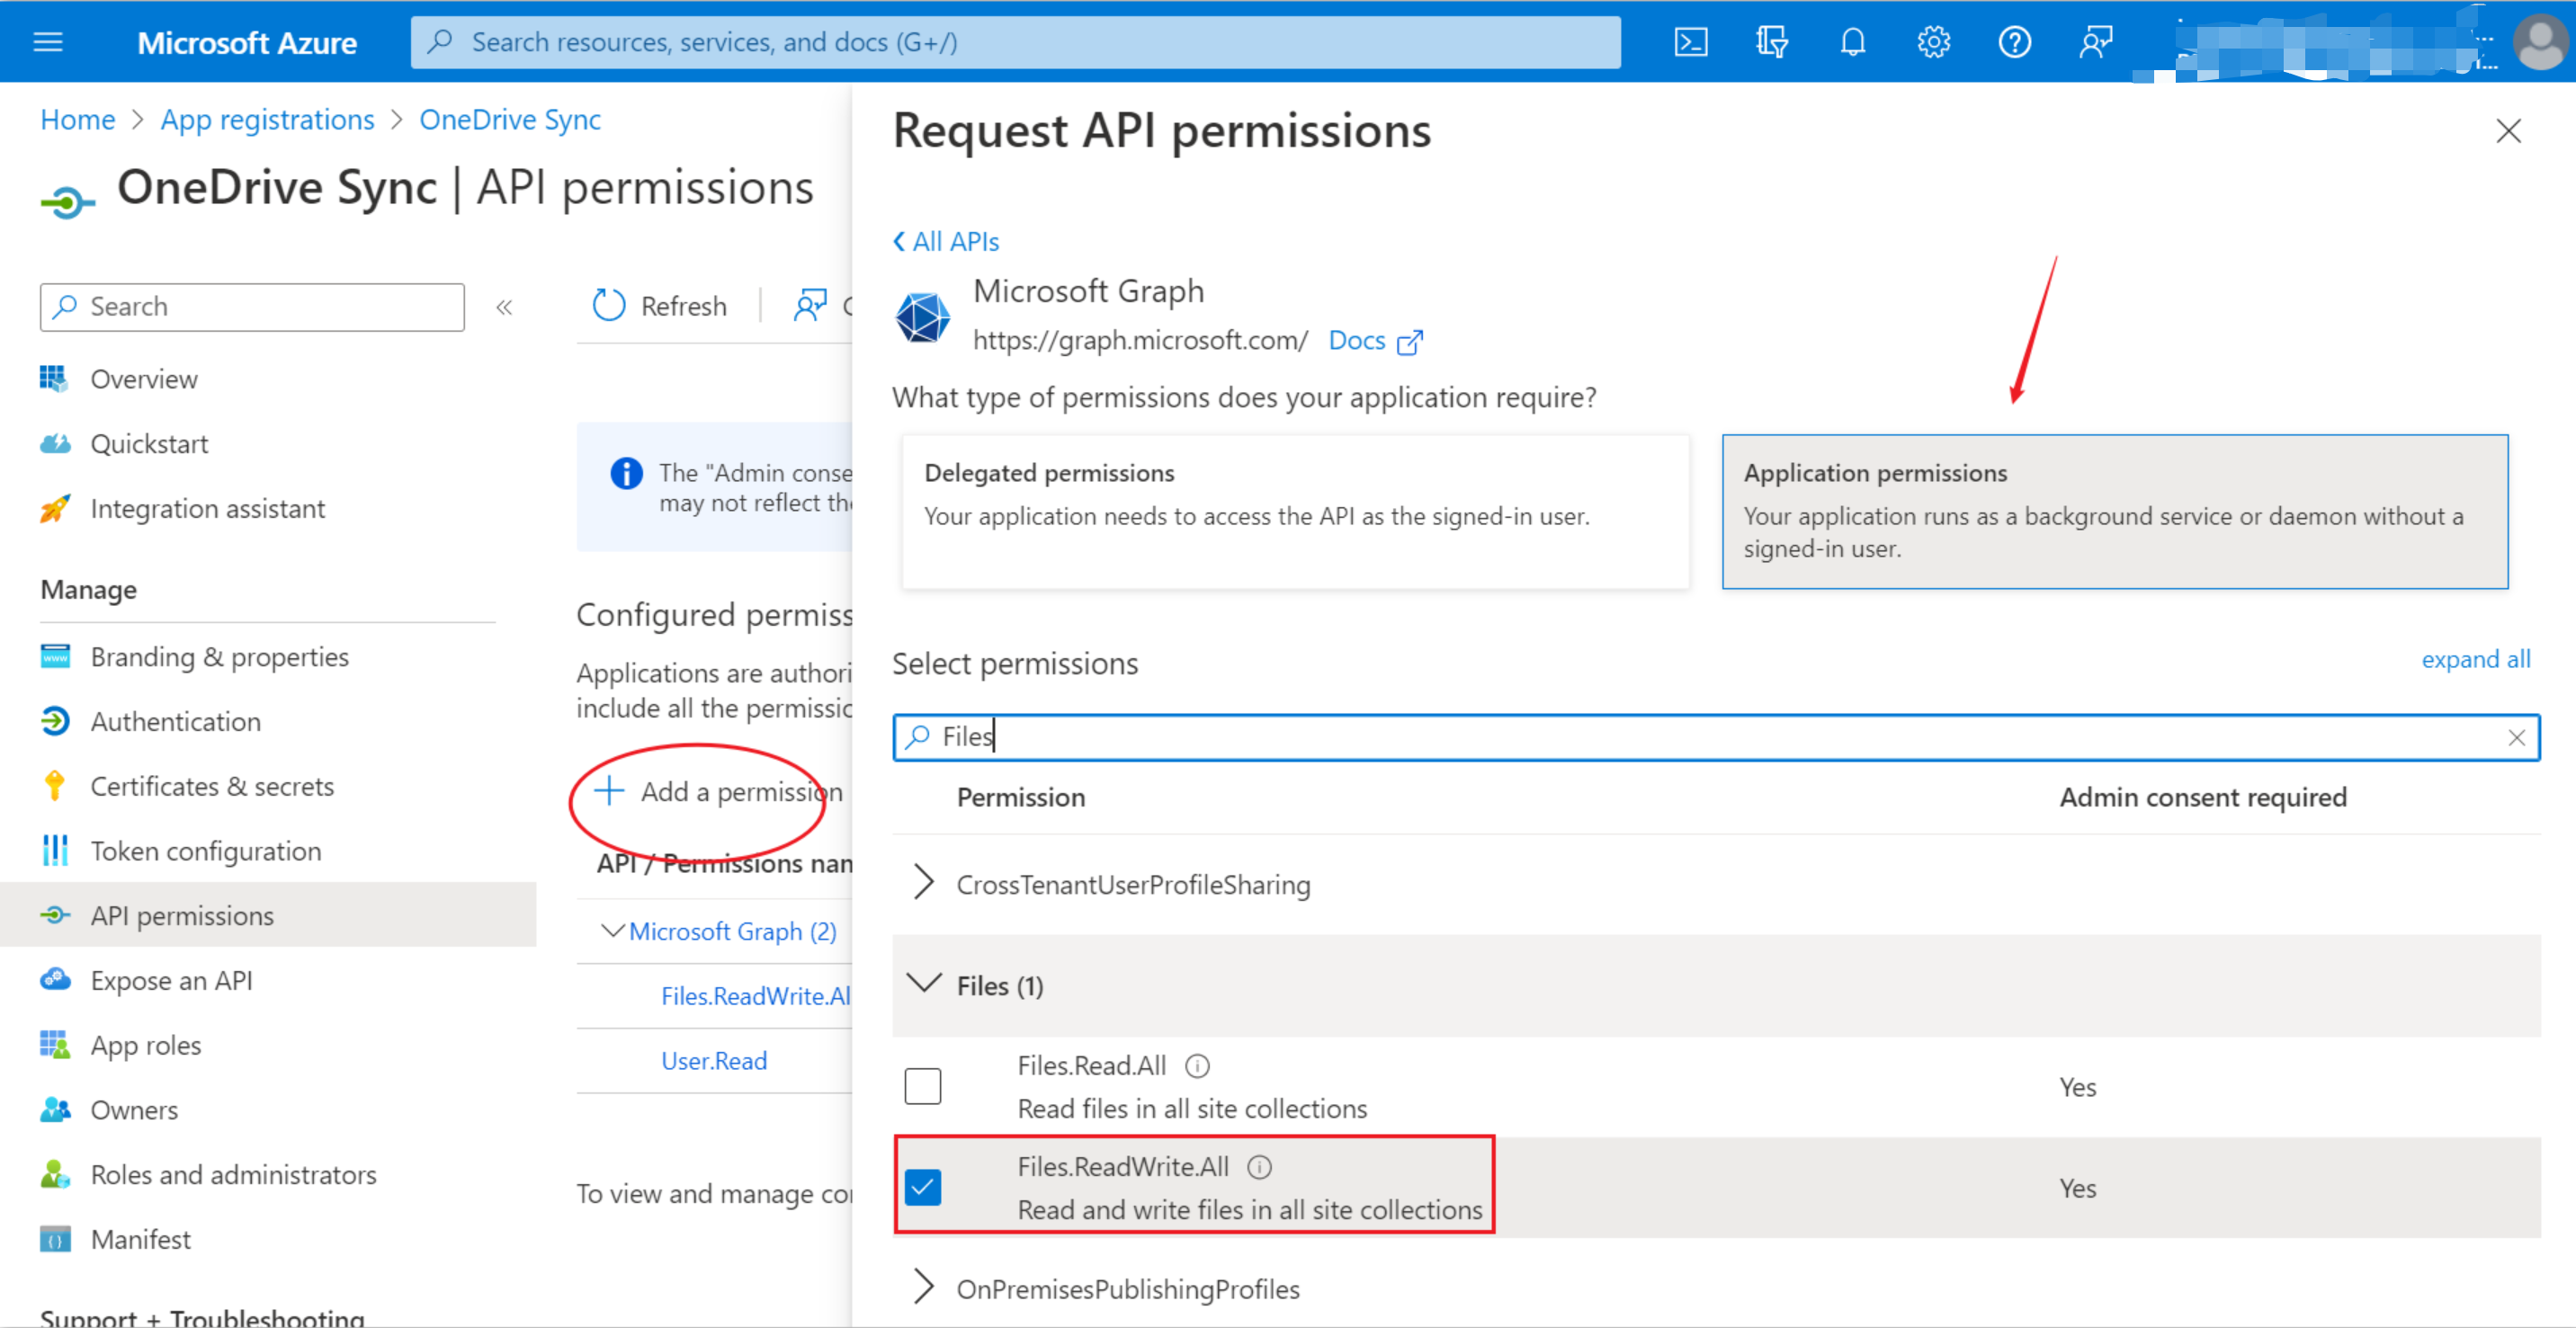 Microsoft Azure
Search resources, services, and docs (G+/)
Home > App registrations > OneDrive Sync
OneDrive Sync | API permissions
Search
«
Refresh
Overview
Quickstart
Integration assistant
Manage
Branding & properties
Authentication
Certificates & secrets
Token configuration
API permissions
Expose an API
App roles
Owners
Roles and administrators
Manifest
Support + Troubleshooting
The "Admin conse
may not reflect the
Configured permiss
Applications are authori
include all the permissic
Add a permission
API / Permissions nam
Microsoft Graph (2)
Files.ReadWrite.Al
User.Read
To view and manage co
Request API permissions
All APIs
Microsoft Graph
https://graph.microsoft.com/ Docs
What type of permissions does your application require?
Delegated permissions
Your application needs to access the API as the signed-in user.
Application permissions
Your application runs as a background service or daemon without a
signed-in user.
Select permissions
expand all
Files
Permission
Admin consent required
CrossTenantUserProfileSharing
Files (1)
Files.Read.All
Read files in all site collections
Yes
Files.ReadWrite.All
Read and write files in all site collections
Yes
OnPremisesPublishingProfiles